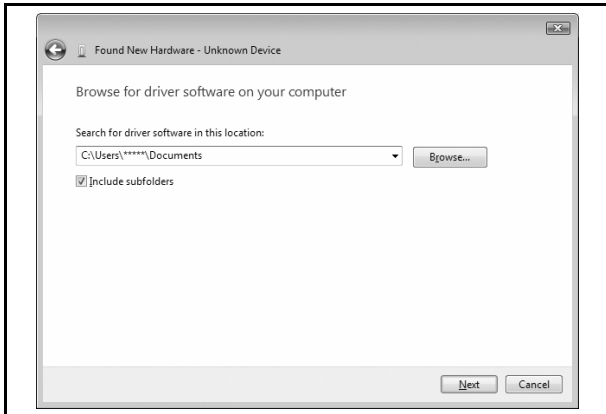 Found New Hardware - Unknown Device
Browse for driver software on your computer
Search for driver software in this location:
C:\Users\*****\Documents
Browse...
Include subfolders
Next
Cancel